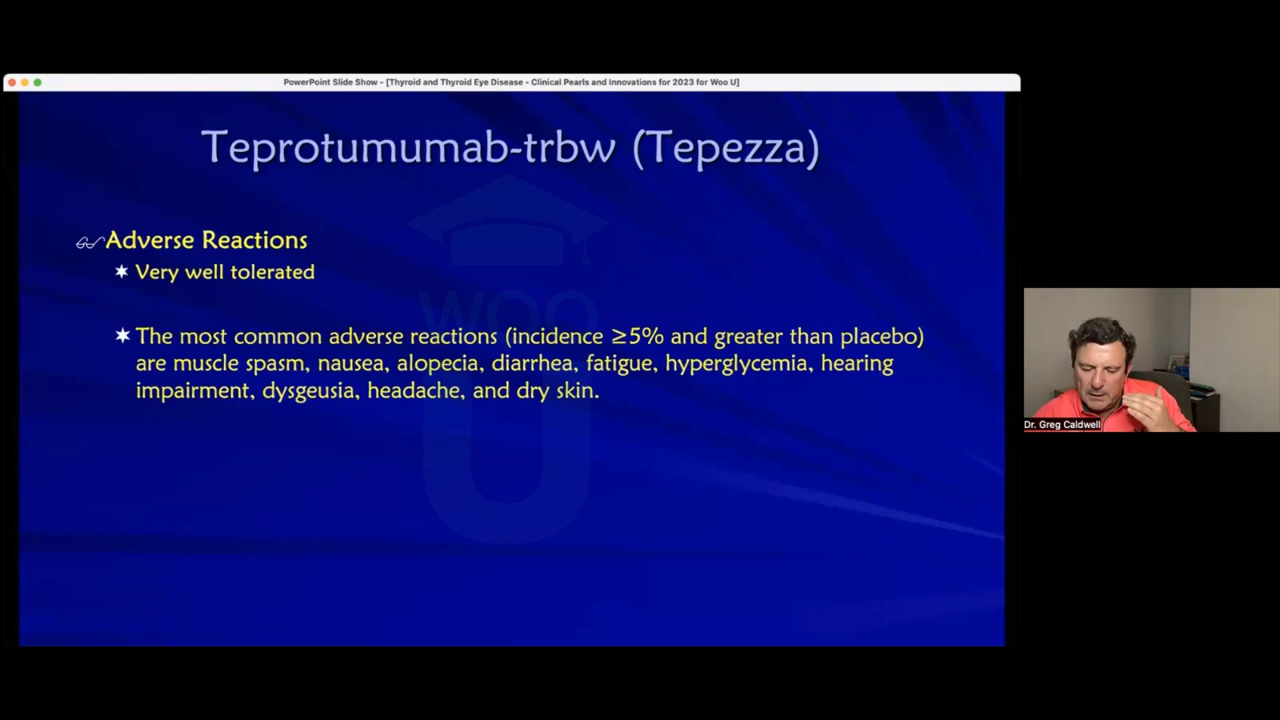 PowerPoint Slide Show - [Thyroid and Thyroid Eye Disease - Clinical Pearls and Innovations for 2023 for Woo U]
Teprotumumab-trbw (Tepezza)
Adverse Reactions
Very well tolerated
The most common adverse reactions (incidence ≥5% and greater than placebo)
are muscle spasm, nausea, alopecia, diarrhea, fatigue, hyperglycemia, hearing
impairment, dysgeusia, headache, and dry skin.
WOO
U
Dr. Greg Caldwell